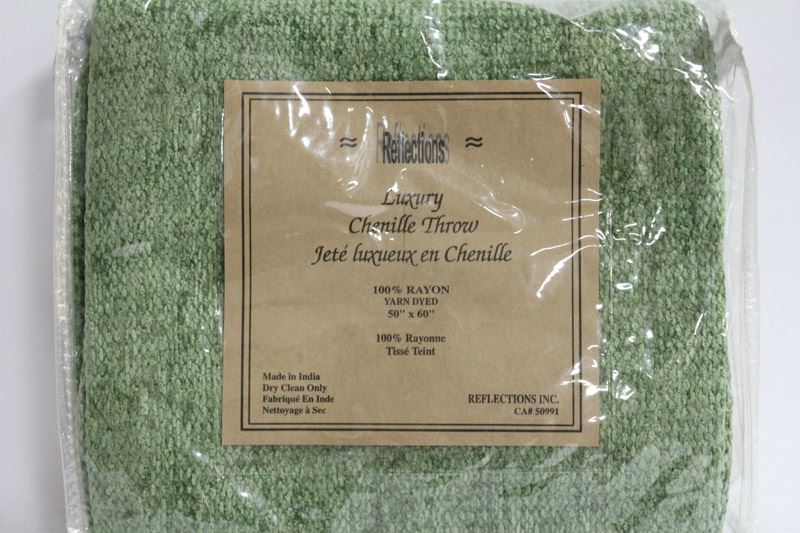 ≈ Reflections ≈
Luxury
Chenille Throw
Jeté luxueux en Chenille
100% RAYON
YARN DYED
50" x 60"
100% Rayonne
Tissé Teint
Made in India
Dry Clean Only
Fabriqué En Inde
Nettoyage à Sec
REFLECTIONS INC.
CA# 50991